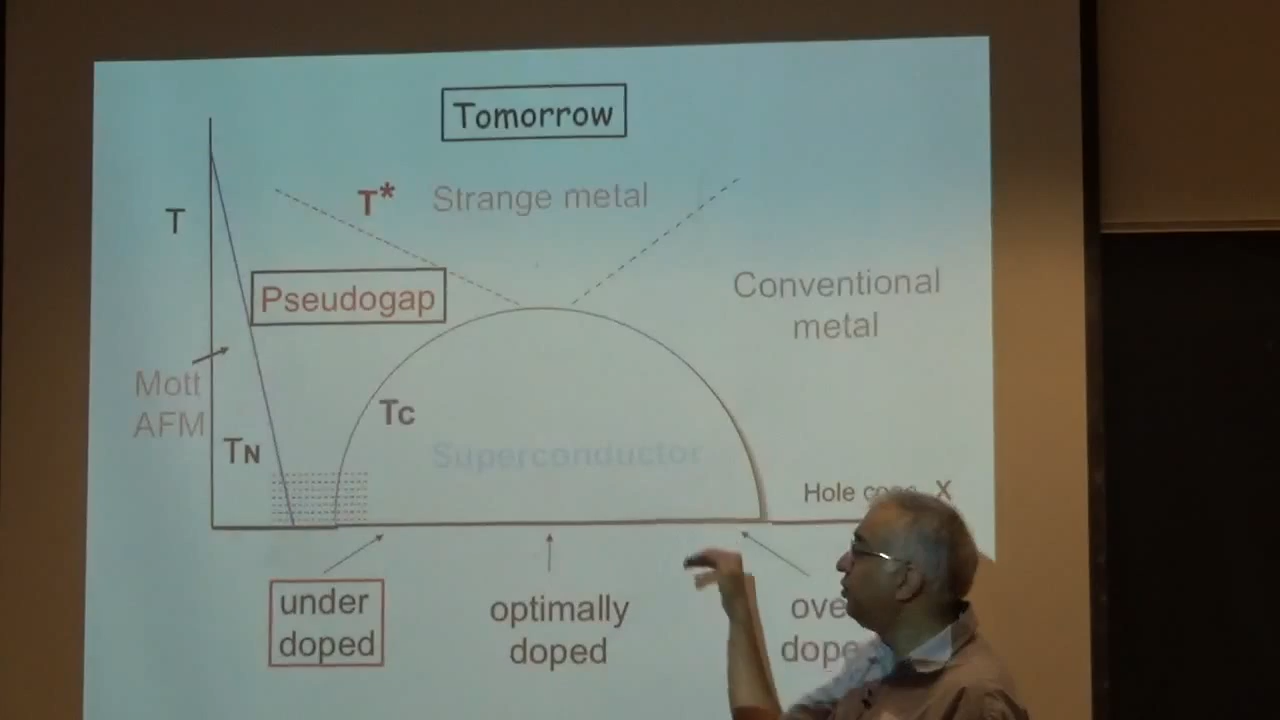 Tomorrow
T* Strange metal
T
Pseudogap
Conventional
metal
Mott
AFM
TN
Tc
Superconductor
Hole X
under
doped
optimally
doped